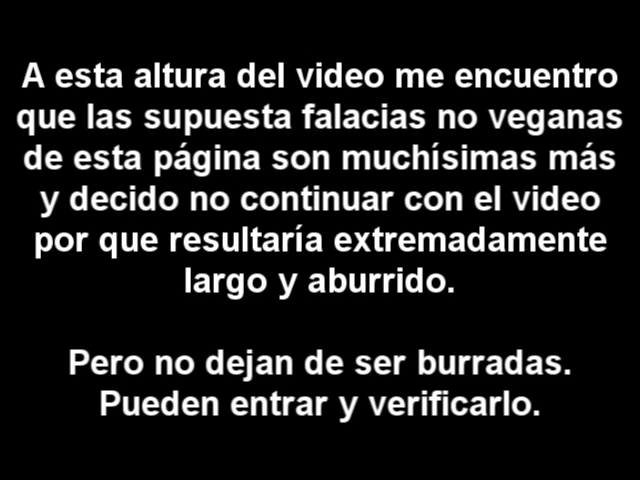 A esta altura del video me encuentro
que las supuesta falacias no veganas
de esta página son muchísimas más
y decido no continuar con el video
por que resultaría extremadamente
largo y aburrido.
Pero no dejan de ser burradas.
Pueden entrar y verificarlo.